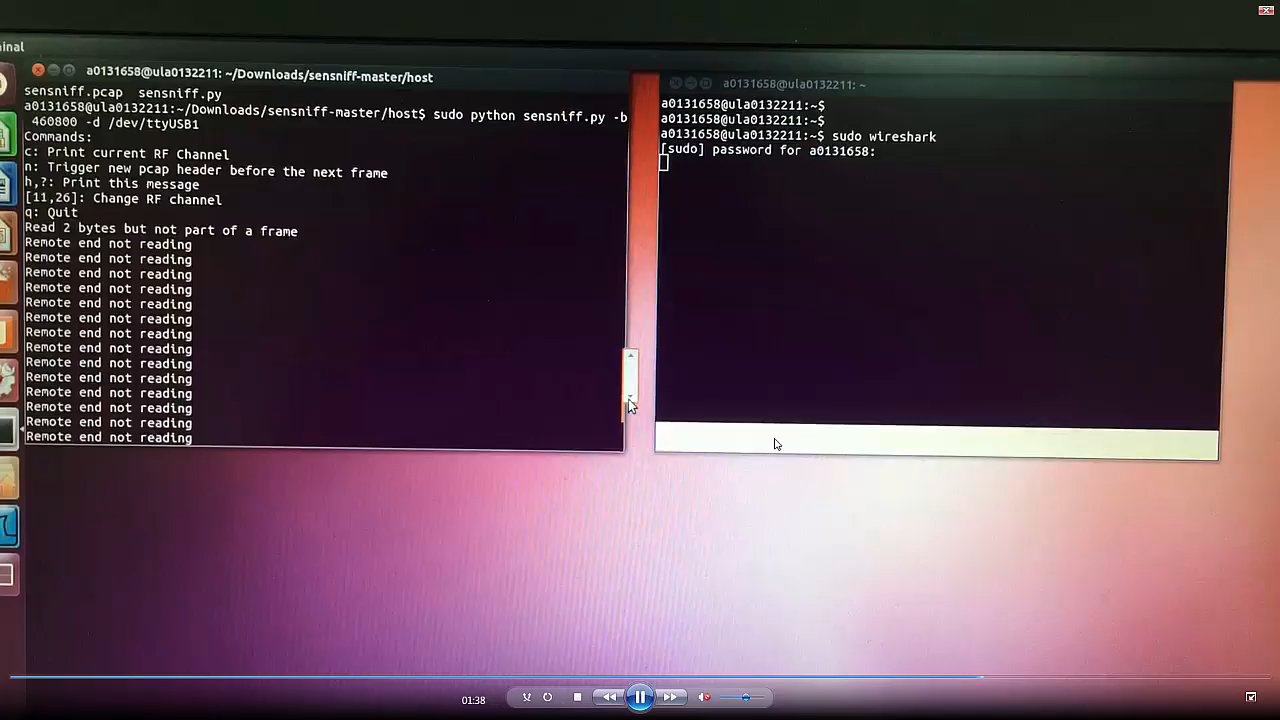 inal
a0131658@ula0132211: ~/Downloads/sensniff-master/host
sensniff.pcap  sensniff.py
a0131658@ula0132211:~/Downloads/sensniff-master/host$ sudo python sensniff.py -b
 460800 -d /dev/ttyUSB1
Commands:
c: Print current RF Channel
n: Trigger new pcap header before the next frame
h,?: Print this message
[11,26]: Change RF channel
q: Quit
Read 2 bytes but not part of a frame
Remote end not reading
Remote end not reading
Remote end not reading
Remote end not reading
Remote end not reading
Remote end not reading
Remote end not reading
Remote end not reading
Remote end not reading
Remote end not reading
Remote end not reading
Remote end not reading
Remote end not reading
Remote end not reading
a0131658@ula0132211: ~
a0131658@ula0132211:~$
a0131658@ula0132211:~$
a0131658@ula0132211:~$ sudo wireshark
[sudo] password for a0131658:
01:38